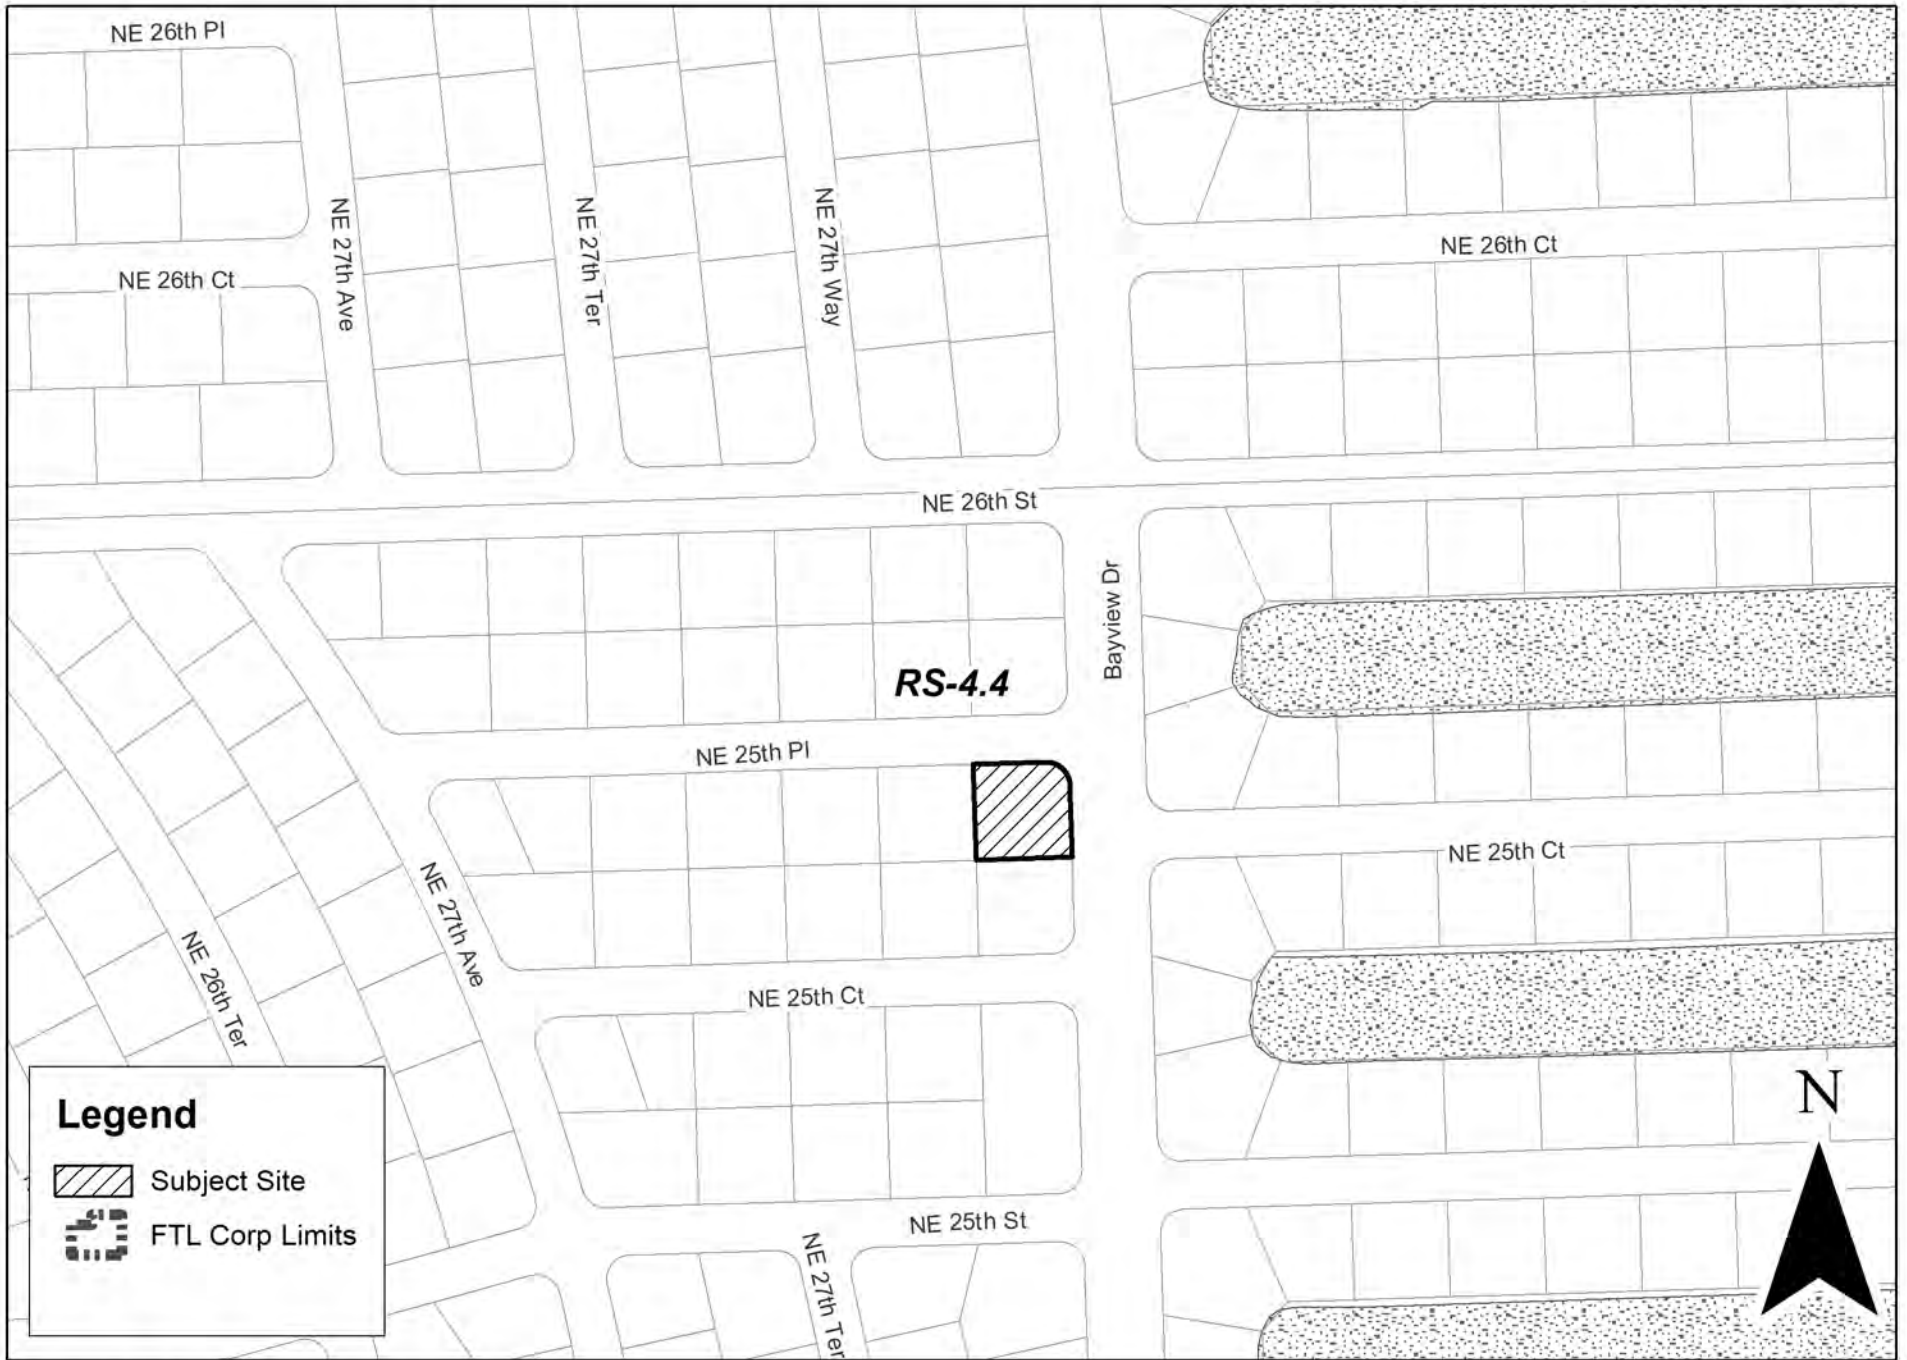 NE 26th Pl
NE 27th Ave
NE 27th Ter
NE 27th Way
NE 26th Ct
NE 26th Ct
NE 26th St
Bayview Dr
RS-4.4
NE 25th Pl
NE 25th Ct
NE 27th Ave
NE 26th Ter
NE 25th Ct
NE 25th St
NE 27th Ter
N
Legend
Subject Site
FTL Corp Limits